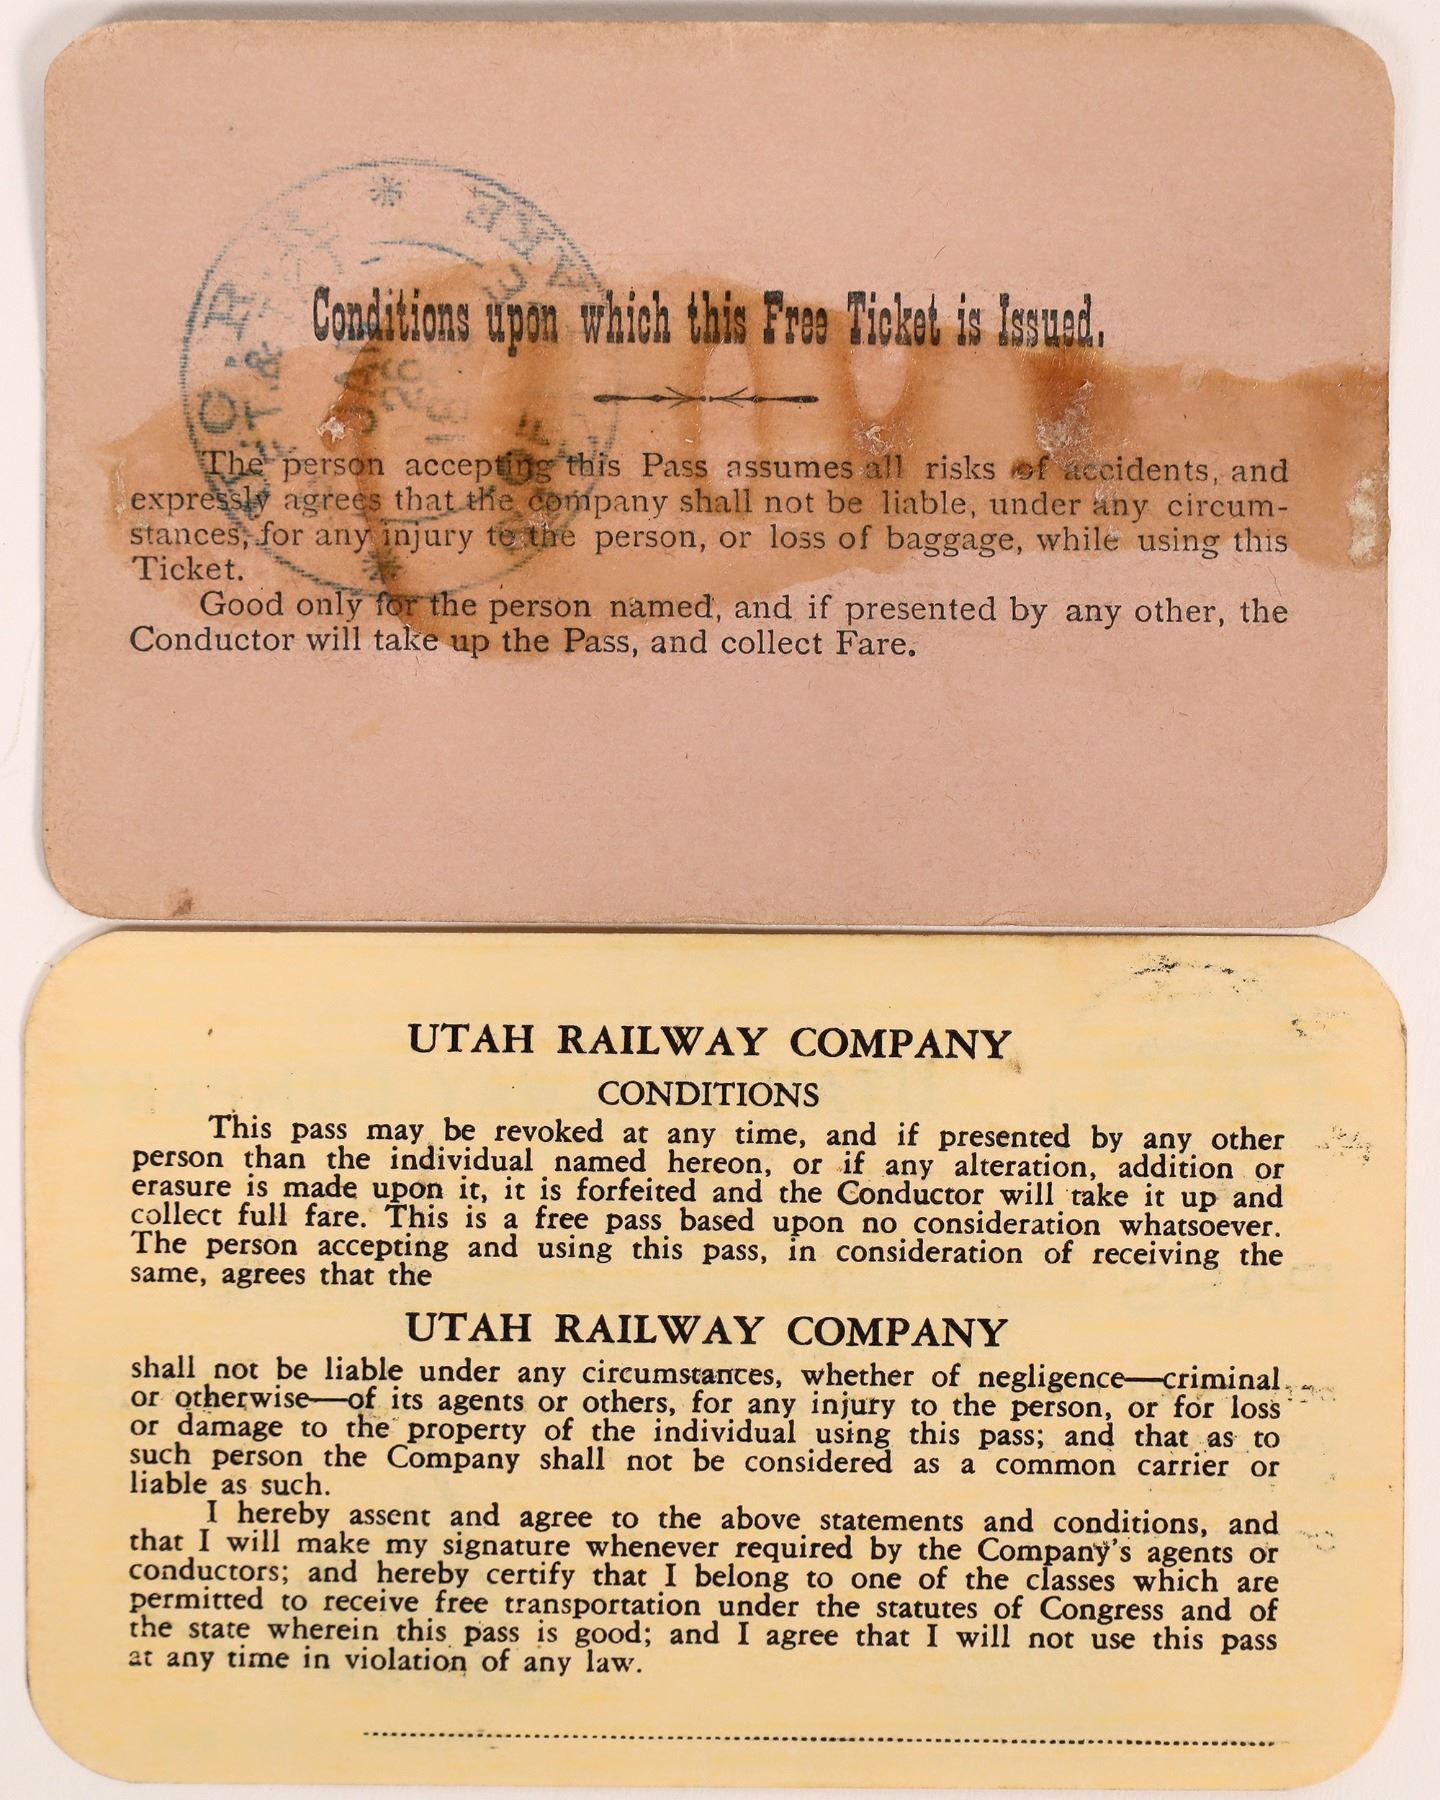 Conditions upon which this Free Ticket is Issued.
The person accepting this Pass assumes all risks of accidents, and
expressly agrees that the company shall not be liable, under any circum-
stances, for any injury to the person, or loss of baggage, while using this
Ticket.
Good only for the person named, and if presented by any other, the
Conductor will take up the Pass, and collect Fare.
UTAH RAILWAY COMPANY
CONDITIONS
This pass may be revoked at any time, and if presented by any other
person than the individual named hereon, or if any alteration, addition or
erasure is made upon it, it is forfeited and the Conductor will take it up and
collect full fare. This is a free pass based upon no consideration whatsoever.
The person accepting and using this pass, in consideration of receiving the
same, agrees that the
UTAH RAILWAY COMPANY
shall not be liable under any circumstances, whether of negligence—criminal
or otherwise—of its agents or others, for any injury to the person, or for loss
or damage to the property of the individual using this pass; and that as to
such person the Company shall not be considered as a common carrier or
liable as such.
I hereby assent and agree to the above statements and conditions, and
that I will make my signature whenever required by the Company's agents or
conductors; and hereby certify that I belong to one of the classes which are
permitted to receive free transportation under the statutes of Congress and of
the state wherein this pass is good; and I agree that I will not use this pass
at any time in violation of any law.